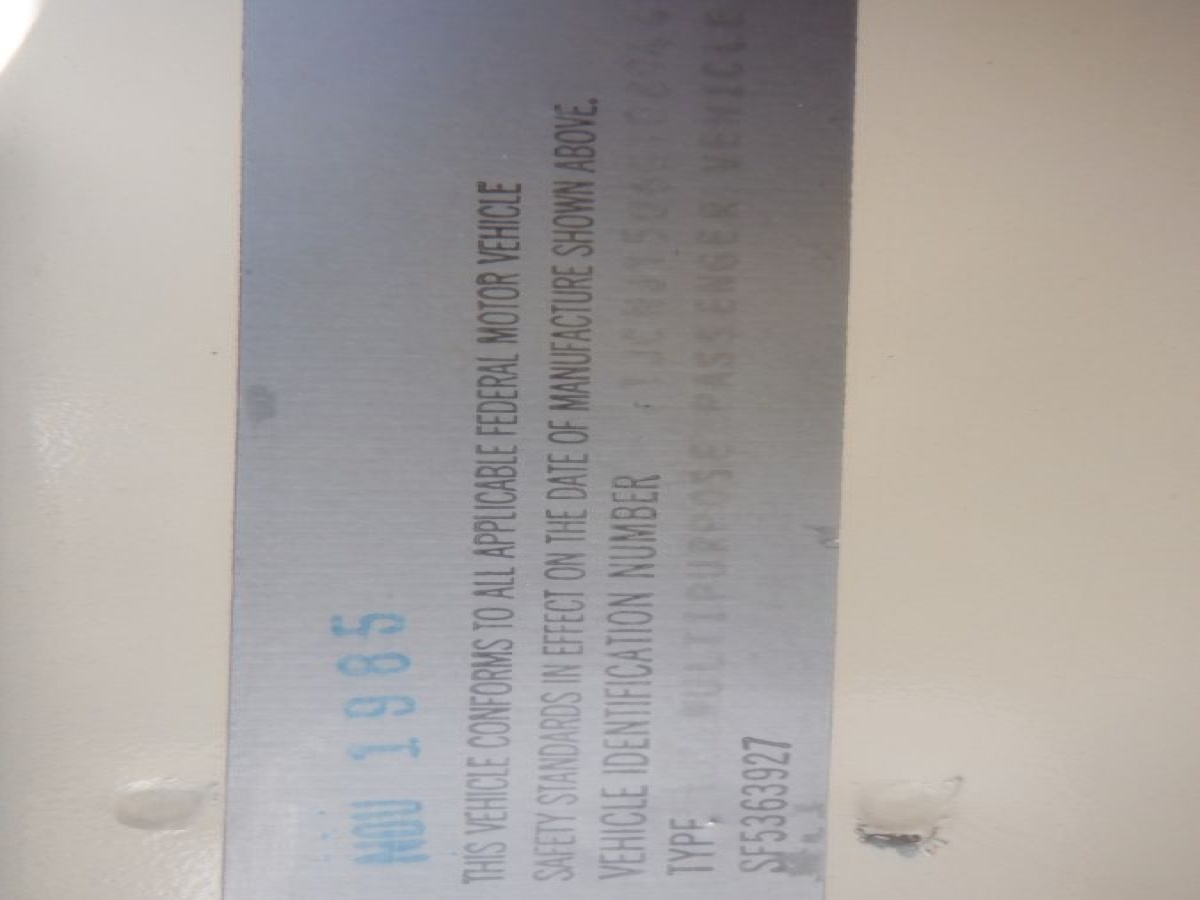 NOV 1985
THIS VEHICLE CONFORMS TO ALL APPLICABLE FEDERAL MOTOR VEHICLE
SAFETY STANDARDS IN EFFECT ON THE DATE OF MANUFACTURE SHOWN ABOVE.
VEHICLE IDENTIFICATION NUMBER
TYPE MULTIPURPOSE PASSENGER VEHICLE
SF5363927